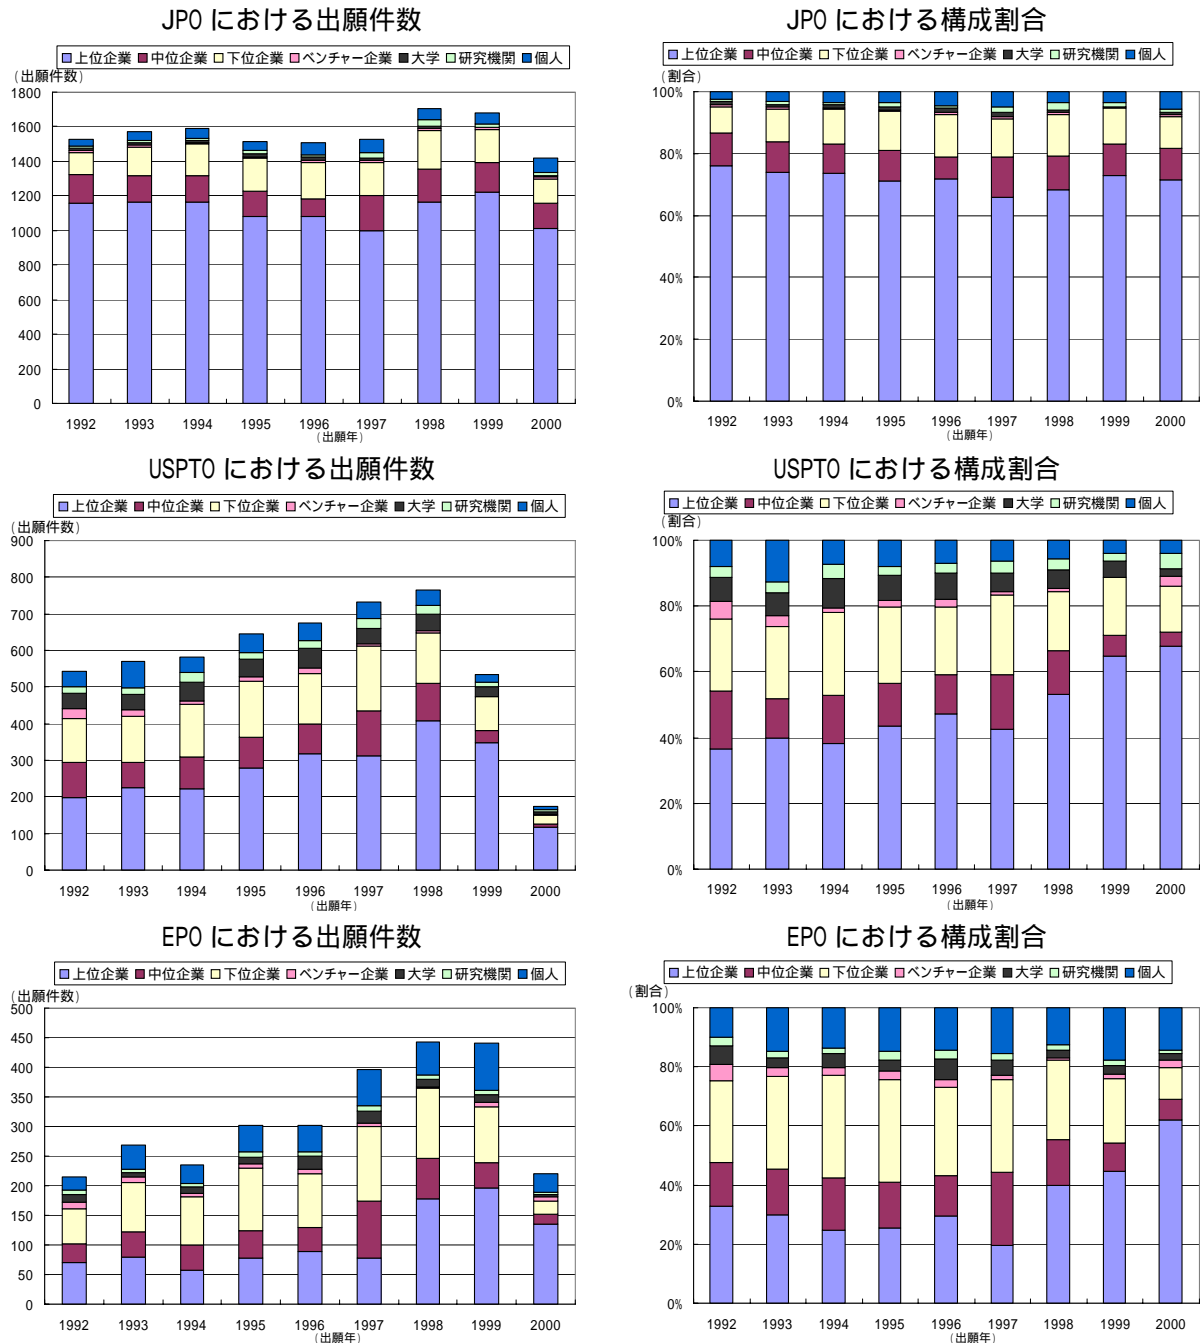 JPO における出願件数
上位企業 中位企業 下位企業 ベンチャー企業 大学 研究機関 個人
(出願件数)
1800
1600
1400
1200
1000
800
600
400
200
0
1992 1993 1994 1995 1996 1997 1998 1999 2000
(出願年)
JPO における構成割合
上位企業 中位企業 下位企業 ベンチャー企業 大学 研究機関 個人
(割合)
100%
80%
60%
40%
20%
0%
1992 1993 1994 1995 1996 1997 1998 1999 2000
(出願年)
USPTO における出願件数
上位企業 中位企業 下位企業 ベンチャー企業 大学 研究機関 個人
(出願件数)
900
800
700
600
500
400
300
200
100
0
1992 1993 1994 1995 1996 1997 1998 1999 2000
(出願年)
USPTO における構成割合
上位企業 中位企業 下位企業 ベンチャー企業 大学 研究機関 個人
(割合)
100%
80%
60%
40%
20%
0%
1992 1993 1994 1995 1996 1997 1998 1999 2000
(出願年)
EPO における出願件数
上位企業 中位企業 下位企業 ベンチャー企業 大学 研究機関 個人
(出願件数)
500
450
400
350
300
250
200
150
100
50
0
1992 1993 1994 1995 1996 1997 1998 1999 2000
(出願年)
EPO における構成割合
上位企業 中位企業 下位企業 ベンチャー企業 大学 研究機関 個人
(割合)
100%
80%
60%
40%
20%
0%
1992 1993 1994 1995 1996 1997 1998 1999 2000
(出願年)